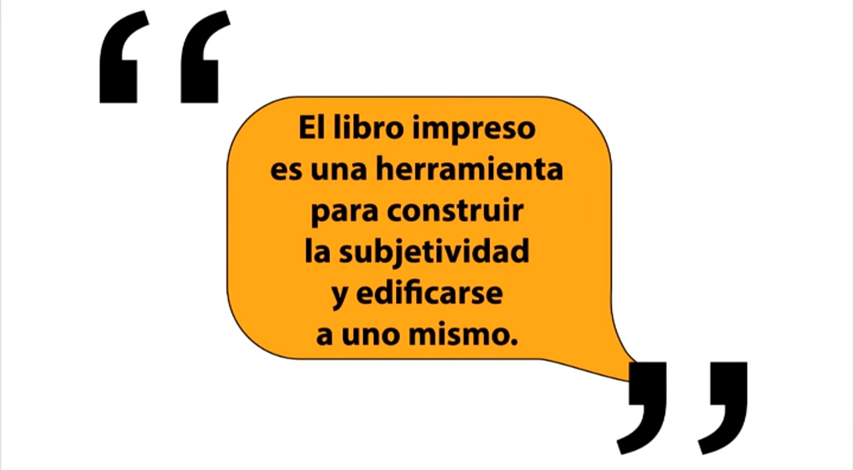 “
El libro impreso
es una herramienta
para construir
la subjetividad
y edificarse
a uno mismo.
”